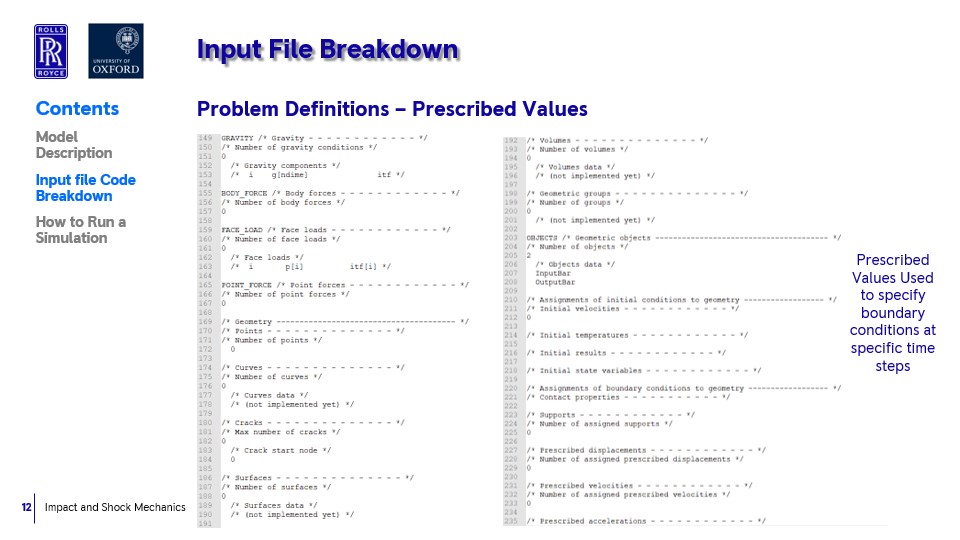 ROLLS
RR
ROYCE
UNIVERSITY OF
OXFORD
Input File Breakdown
Contents
Model
Description
Input file Code
Breakdown
How to Run a
Simulation
Problem Definitions – Prescribed Values
149 GRAVITY /* Gravity - - - - - - - - - - - - */
150 /* Number of gravity conditions */
151 0
152 /* Gravity components */
153 /* i g[ndime] itf */
154
155 BODY_FORCE /* Body forces - - - - - - - - - - - - */
156 /* Number of body forces */
157 0
158
159 FACE_LOAD /* Face loads - - - - - - - - - - - - */
160 /* Number of face loads */
161 0
162 /* Face loads */
163 /* i p[i] itf[i] */
164
165 POINT_FORCE /* Point forces - - - - - - - - - - - - */
166 /* Number of point forces */
167 0
168
169 /* Geometry ---------------------------------------- */
170 /* Points - - - - - - - - - - - - - - */
171 /* Number of points */
172 0
173
174 /* Curves - - - - - - - - - - - - - - */
175 /* Number of curves */
176 0
177 /* Curves data */
178 /* (not implemented yet) */
179
180 /* Cracks - - - - - - - - - - - - - - */
181 /* Max number of cracks */
182 0
183 /* Crack start node */
184 0
185
186 /* Surfaces - - - - - - - - - - - - - - */
187 /* Number of surfaces */
188 0
189 /* Surfaces data */
190 /* (not implemented yet) */
191
192 /* Volumes - - - - - - - - - - - - - - */
193 /* Number of volumes */
194 0
195 /* Volumes data */
196 /* (not implemented yet) */
197
198 /* Geometric groups - - - - - - - - - - - - - */
199 /* Number of groups */
200 0
201 /* (not implemented yet) */
202
203 OBJECTS /* Geometric objects --------------------------------------- */
204 /* Number of objects */
205 2
206 /* Objects data */
207 InputBar
208 OutputBar
209
210 /* Assignments of initial conditions to geometry ------------------ */
211 /* Initial velocities - - - - - - - - - - - - */
212 0
213
214 /* Initial temperatures - - - - - - - - - - - - */
215
216 /* Initial results - - - - - - - - - - - - */
217
218 /* Initial state variables - - - - - - - - - - - - */
219
220 /* Assignments of boundary conditions to geometry ------------------ */
221 /* Contact properties - - - - - - - - - - - */
222
223 /* Supports - - - - - - - - - - - - */
224 /* Number of assigned supports */
225 0
226
227 /* Prescribed displacements - - - - - - - - - - - - */
228 /* Number of assigned prescribed displacements */
229 0
230
231 /* Prescribed velocities - - - - - - - - - - - - */
232 /* Number of assigned prescribed velocities */
233 0
234
235 /* Prescribed accelerations - - - - - - - - - - - - */
Prescribed
Values Used
to specify
boundary
conditions at
specific time
steps
12 Impact and Shock Mechanics